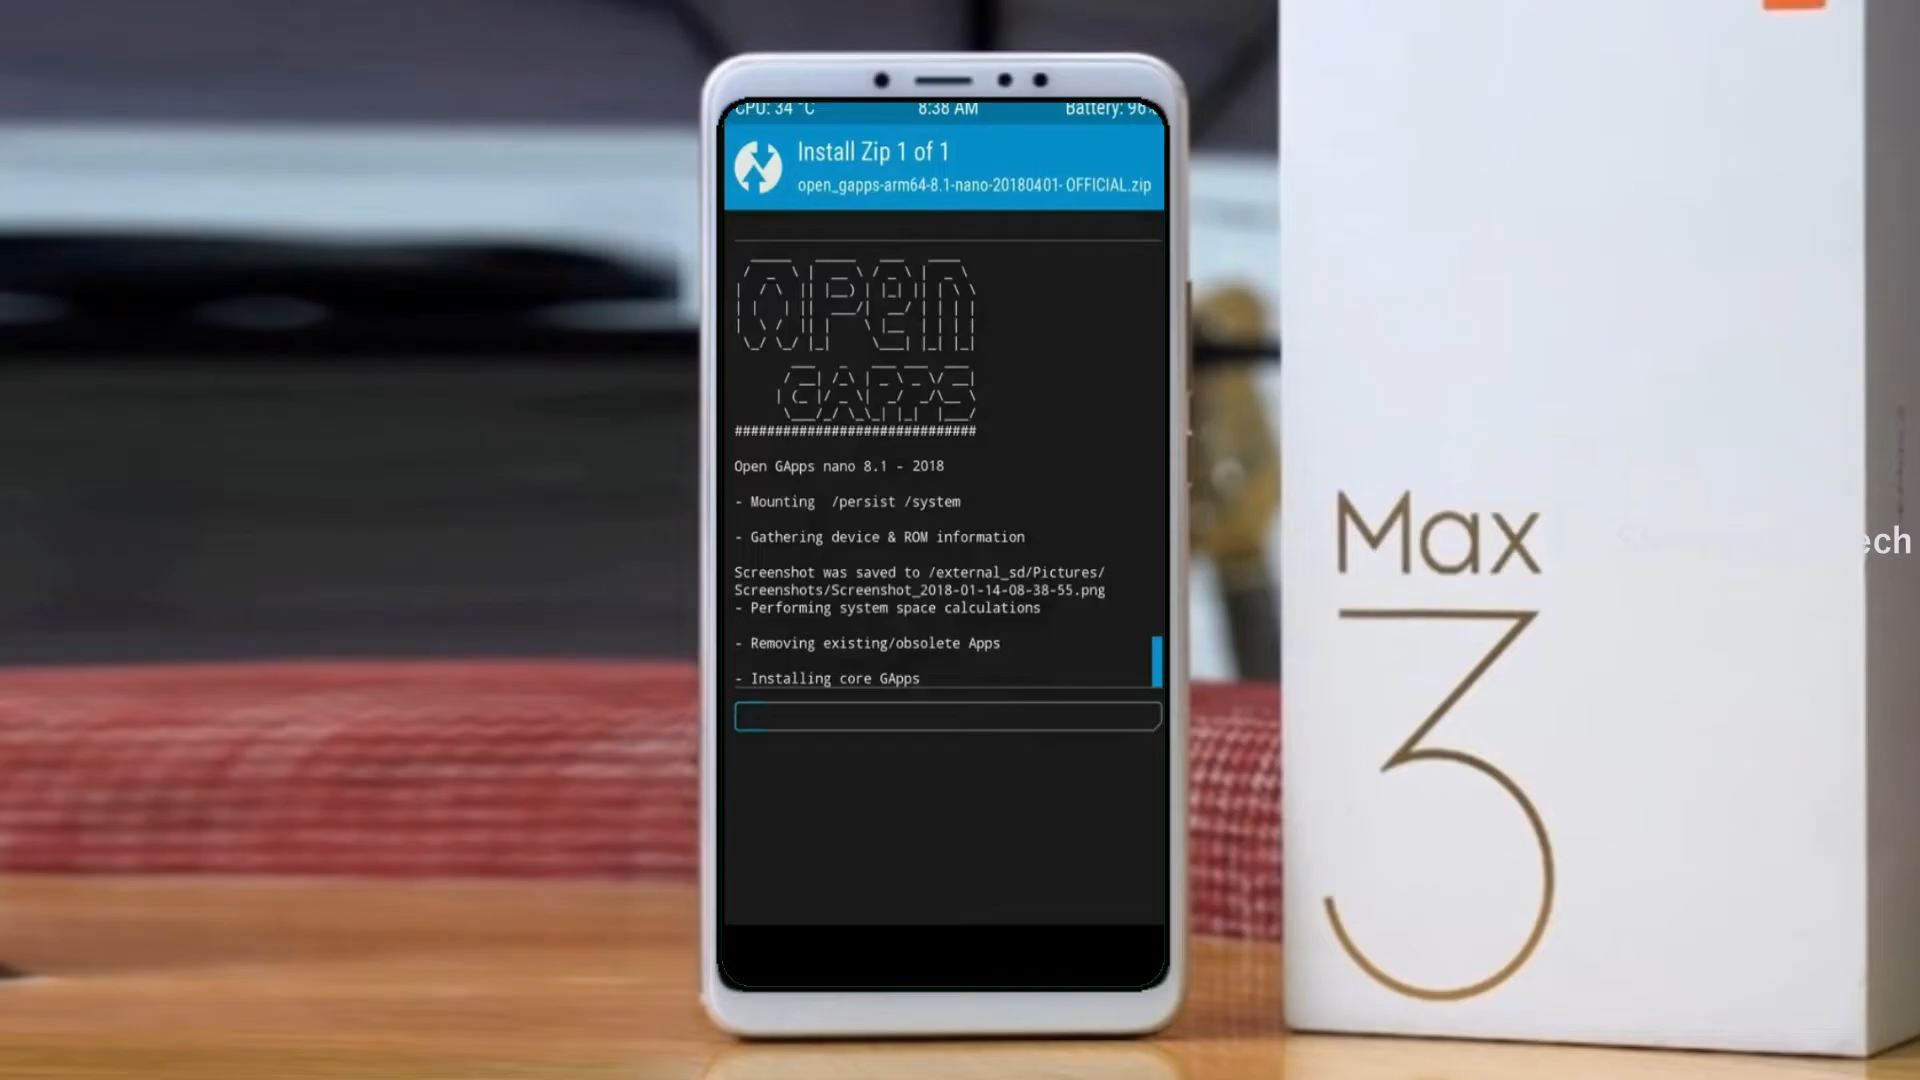 CPU: 34 °C 8:38 AM Battery: 96%
Install Zip 1 of 1
open_gapps-arm64-8.1-nano-20180401- OFFICIAL.zip
OPEN
GAPPS
##############################
Open GApps nano 8.1 - 2018
- Mounting /persist /system
- Gathering device & ROM information
Screenshot was saved to /external_sd/Pictures/
Screenshots/Screenshot_2018-01-14-08-38-55.png
- Performing system space calculations
- Removing existing/obsolete Apps
- Installing core GApps
Max
3
ech